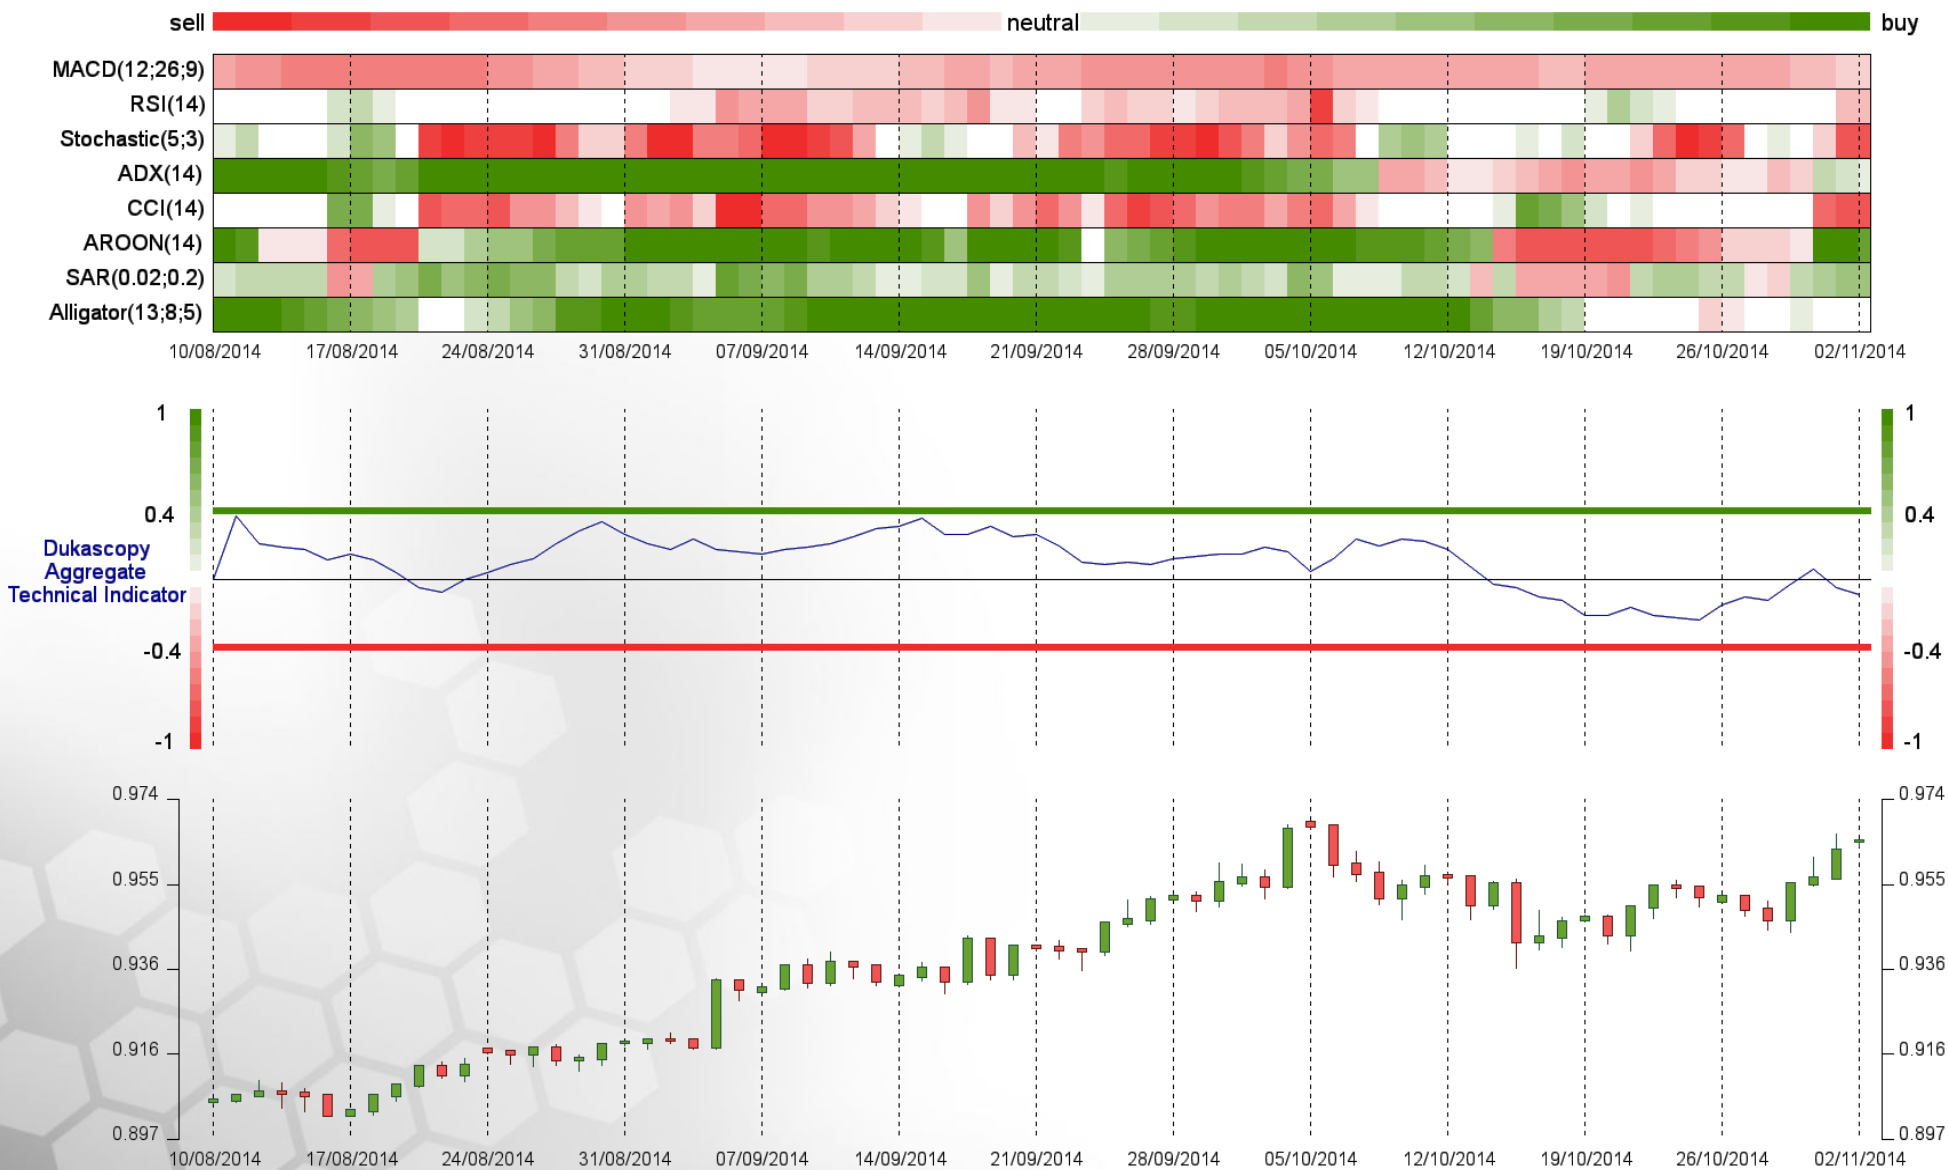 sell neutral buy
MACD(12;26;9)
RSI(14)
Stochastic(5;3)
ADX(14)
CCI(14)
AROON(14)
SAR(0.02;0.2)
Alligator(13;8;5)
10/08/2014 17/08/2014 24/08/2014 31/08/2014 07/09/2014 14/09/2014 21/09/2014 28/09/2014 05/10/2014 12/10/2014 19/10/2014 26/10/2014 02/11/2014
1 1
0.4 0.4
Dukascopy
Aggregate
Technical Indicator
-0.4 -0.4
-1 -1
0.974 0.974
0.955 0.955
0.936 0.936
0.916 0.916
0.897 0.897
10/08/2014 17/08/2014 24/08/2014 31/08/2014 07/09/2014 14/09/2014 21/09/2014 28/09/2014 05/10/2014 12/10/2014 19/10/2014 26/10/2014 02/11/2014